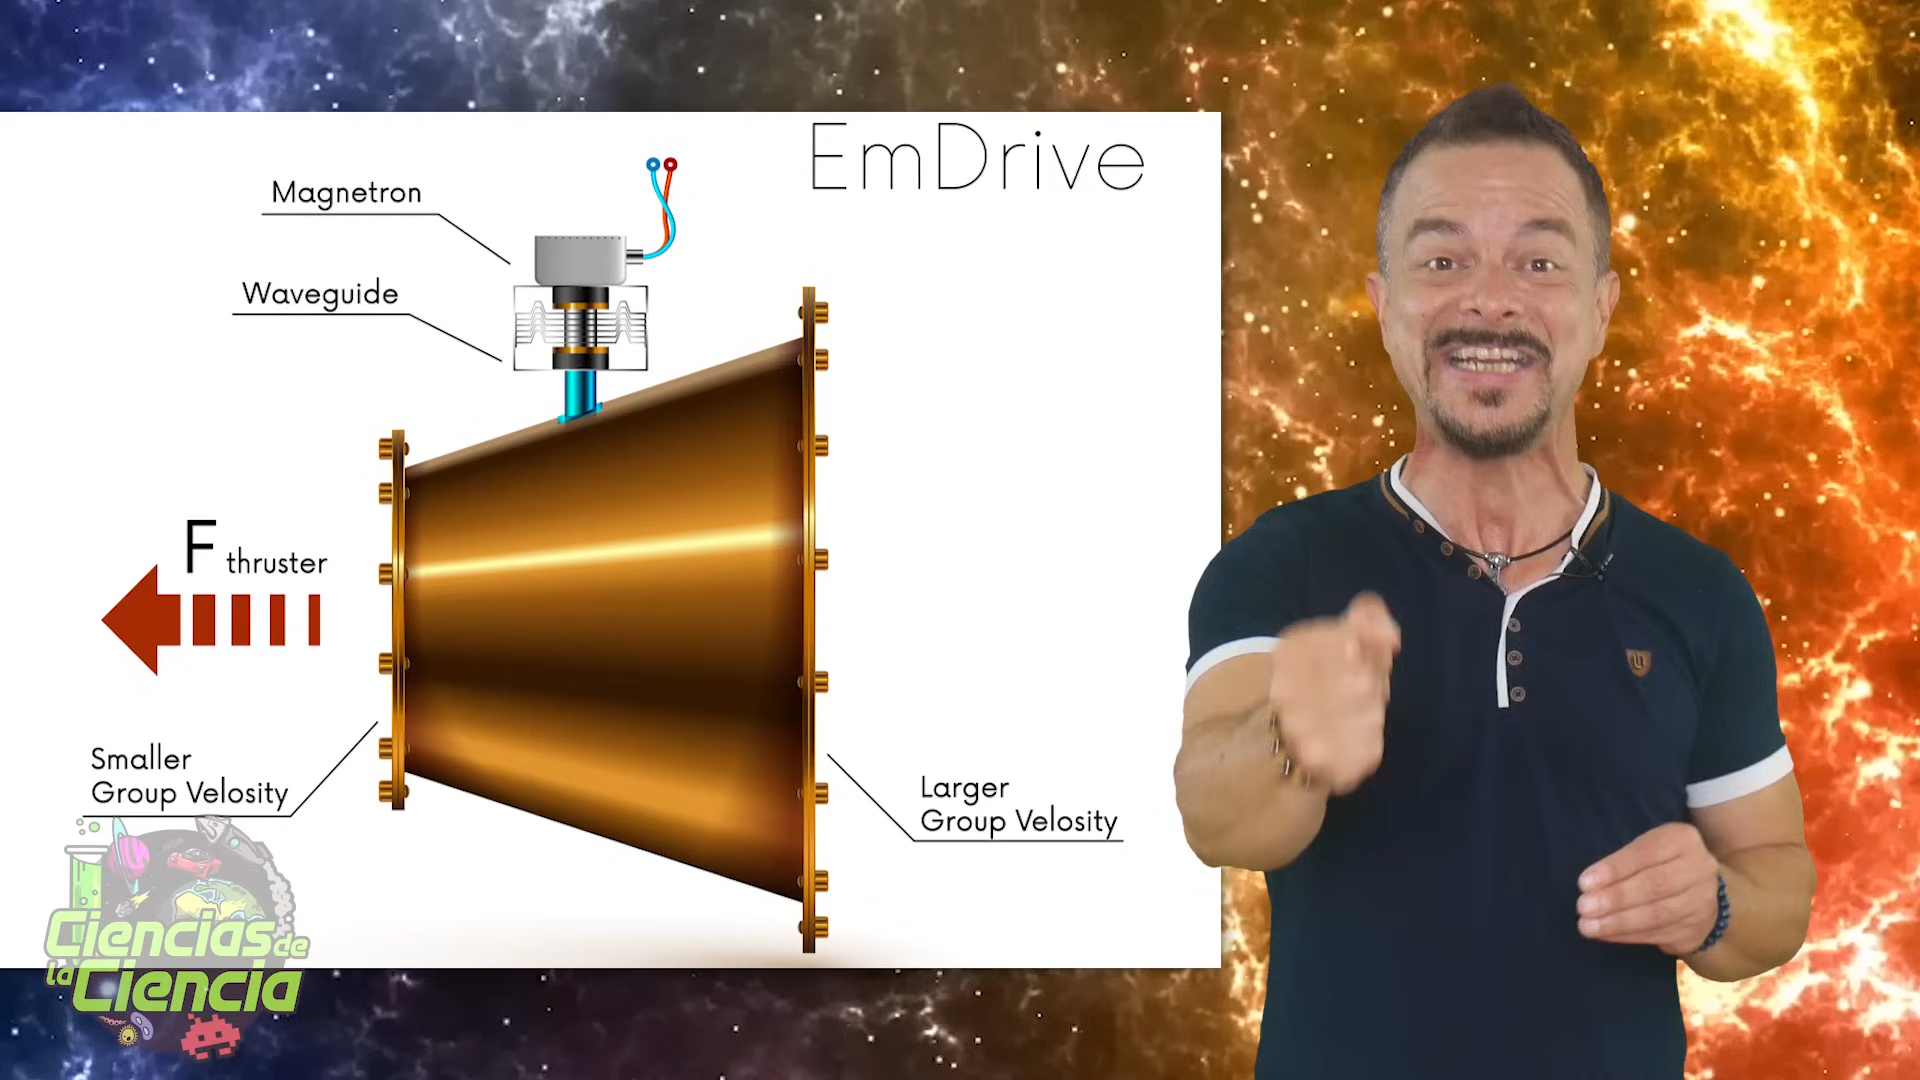 EmDrive
Magnetron
Waveguide
F thruster
Smaller
Group Velosity
Larger
Group Velosity
Ciencias de
la Ciencia